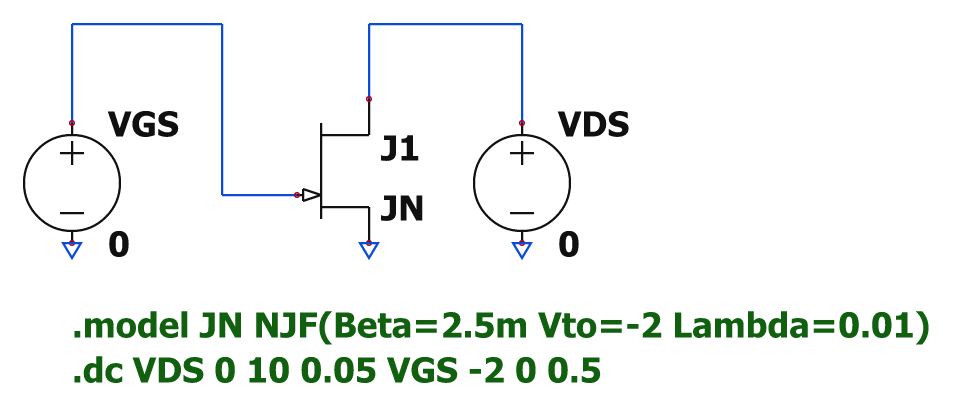 VGS
VDS
J1
JN
0
0
.model JN NJF(Beta=2.5m Vto=-2 Lambda=0.01)
.dc VDS 0 10 0.05 VGS -2 0 0.5